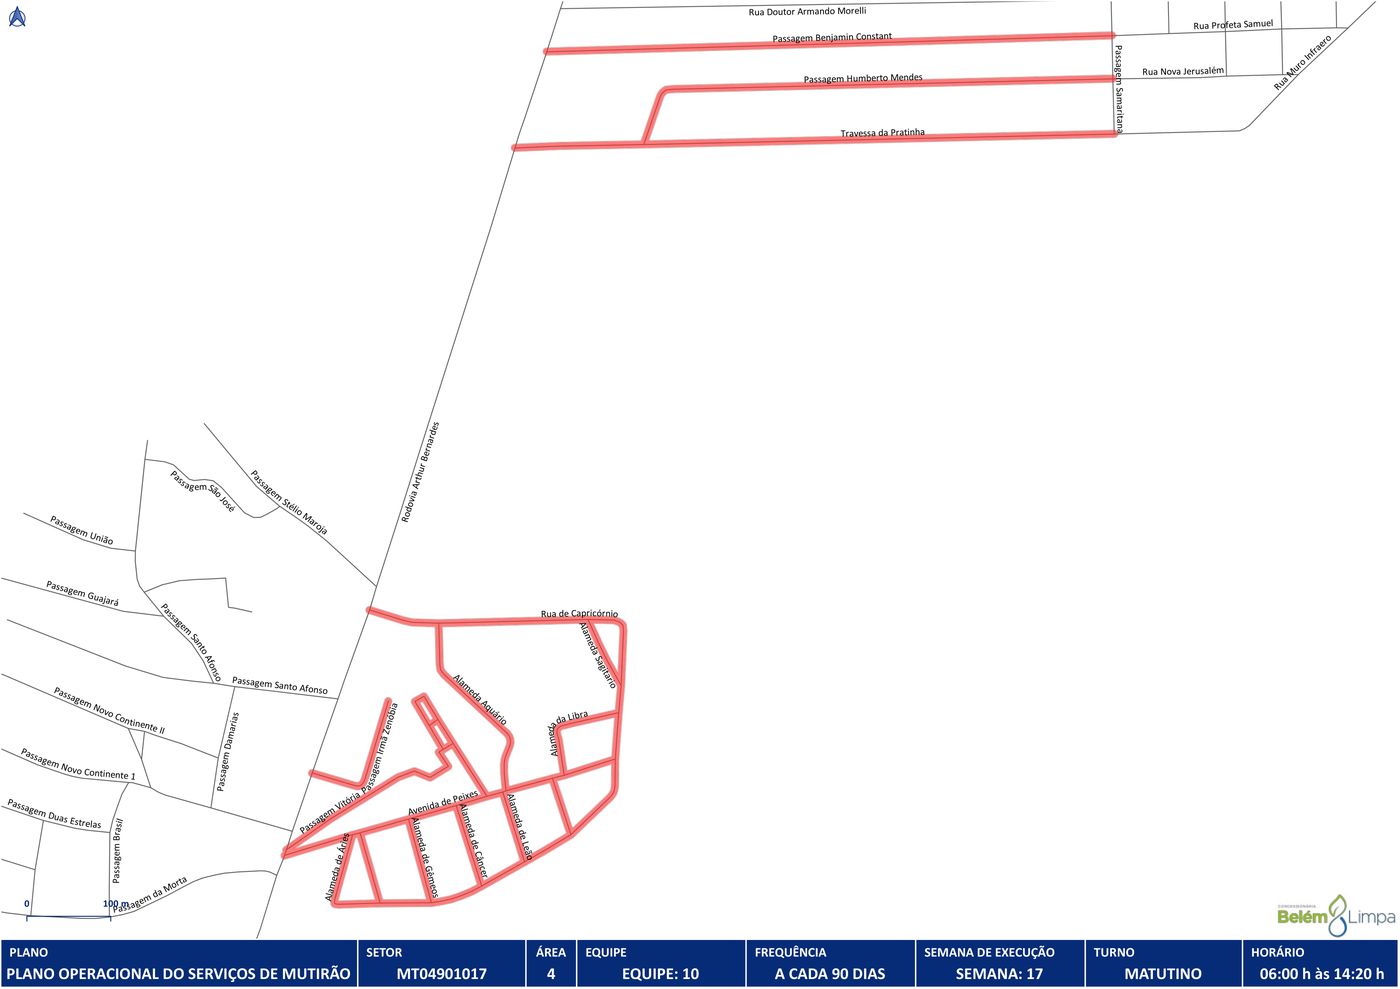 Rua Doutor Armando Morelli
Rua Profeta Samuel
Passagem Benjamin Constant
Passagem Samaritana
Rua Nova Jerusalém
Rua Muro Infraero
Passagem Humberto Mendes
Travessa da Pratinha
Rodovia Arthur Bernardes
Passagem São José
Passagem Stélio Maroja
Passagem União
Passagem Guajará
Passagem Santo Afonso
Passagem Santo Afonso
Rua de Capricórnio
Alameda Sagitario
Alameda Aquário
Alameda da Libra
Passagem Irmã Zenóbia
Passagem Novo Continente II
Passagem Damarias
Passagem Novo Continente 1
Passagem Vitória
Avenida de Peixes
Passagem Duas Estrelas
Passagem Brasil
Alameda de Áries
Alameda de Gêmeos
Alameda de Câncer
Alameda de Leão
Passagem da Morta
0 100 m
CONCESSIONÁRIA
Belém Limpa
PLANO
PLANO OPERACIONAL DO SERVIÇOS DE MUTIRÃO
SETOR
MT04901017
ÁREA
4
EQUIPE
EQUIPE: 10
FREQUÊNCIA
A CADA 90 DIAS
SEMANA DE EXECUÇÃO
SEMANA: 17
TURNO
MATUTINO
HORÁRIO
06:00 h às 14:20 h